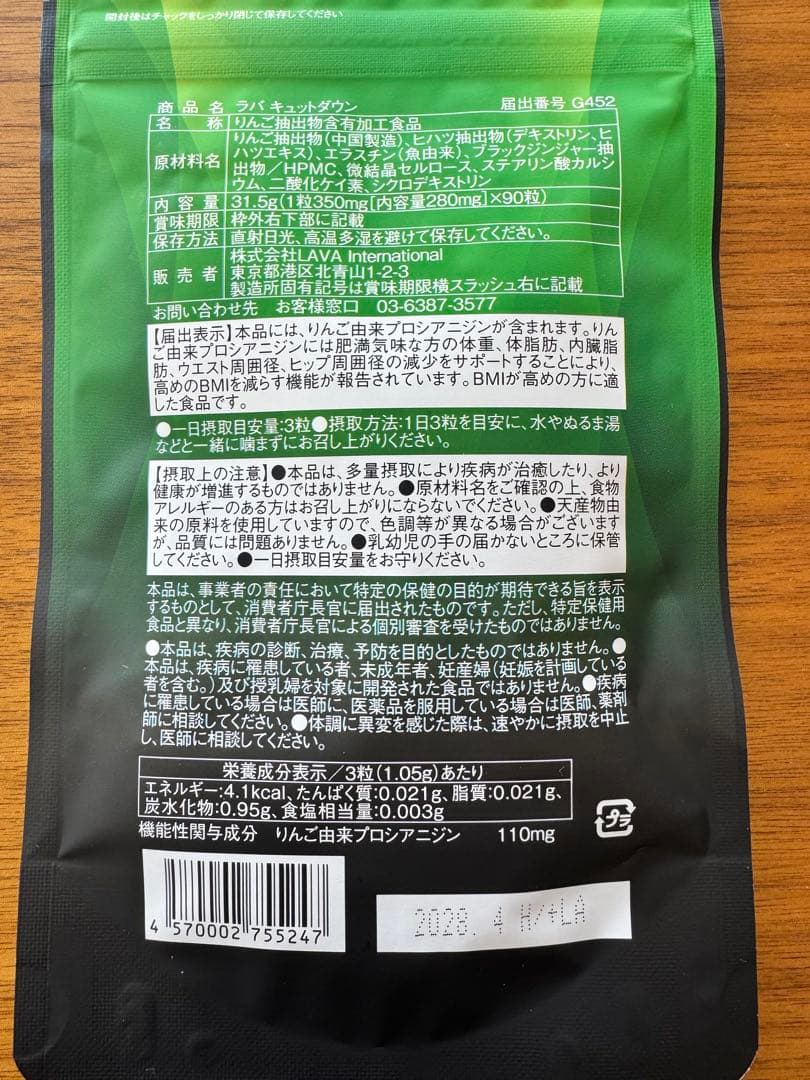 開封後はチャックをしっかり閉じて保存してください
商品名 ラバ キュットダウン 届出番号 G452
名称 りんご抽出物含有加工食品
原材料名 りんご抽出物(中国製造)、ヒハツ抽出物(デキストリン、ヒ
ハツエキス)、エラスチン(魚由来)、ブラックジンジャー抽
出物/HPMC、微結晶セルロース、ステアリン酸カルシ
ウム、二酸化ケイ素、シクロデキストリン
内容量 31.5g(1粒350mg[内容量280mg]×90粒)
賞味期限 枠外右下部に記載
保存方法 直射日光、高温多湿を避けて保存してください。
販売者 株式会社LAVA International
東京都港区北青山1-2-3
製造所固有記号は賞味期限横スラッシュ右に記載
お問い合わせ先 お客様窓口 03-6387-3577
【届出表示】本品には、りんご由来プロシアニジンが含まれます。りん
ご由来プロシアニジンには肥満気味な方の体重、体脂肪、内臓脂
肪、ウエスト周囲径、ヒップ周囲径の減少をサポートすることにより、
高めのBMIを減らす機能が報告されています。BMIが高めの方に適
した食品です。
●一日摂取目安量:3粒●摂取方法:1日3粒を目安に、水やぬるま湯
などと一緒に噛まずにお召し上がりください。
【摂取上の注意】●本品は、多量摂取により疾病が治癒したり、より
健康が増進するものではありません。●原材料名をご確認の上、食物
アレルギーのある方はお召し上がりにならないでください。●天産物由
来の原料を使用していますので、色調等が異なる場合がございます
が、品質には問題ありません。●乳幼児の手の届かないところに保管
してください。●一日摂取目安量をお守りください。
本品は、事業者の責任において特定の保健の目的が期待できる旨を表示
するものとして、消費者庁長官に届出されたものです。ただし、特定保健用
食品と異なり、消費者庁長官による個別審査を受けたものではありません。
●本品は、疾病の診断、治療、予防を目的としたものではありません。●
本品は、疾病に罹患している者、未成年者、妊産婦(妊娠を計画している
者を含む。)及び授乳婦を対象に開発された食品ではありません。●疾病
に罹患している場合は医師に、医薬品を服用している場合は医師、薬剤
師に相談してください。●体調に異変を感じた際は、速やかに摂取を中止
し、医師に相談してください。
栄養成分表示/3粒(1.05g)あたり
エネルギー:4.1kcal、たんぱく質:0.021g、脂質:0.021g、
炭水化物:0.95g、食塩相当量:0.003g
機能性関与成分 りんご由来プロシアニジン 110mg
プラ
4 570002 755247
2028. 4 H/+LA